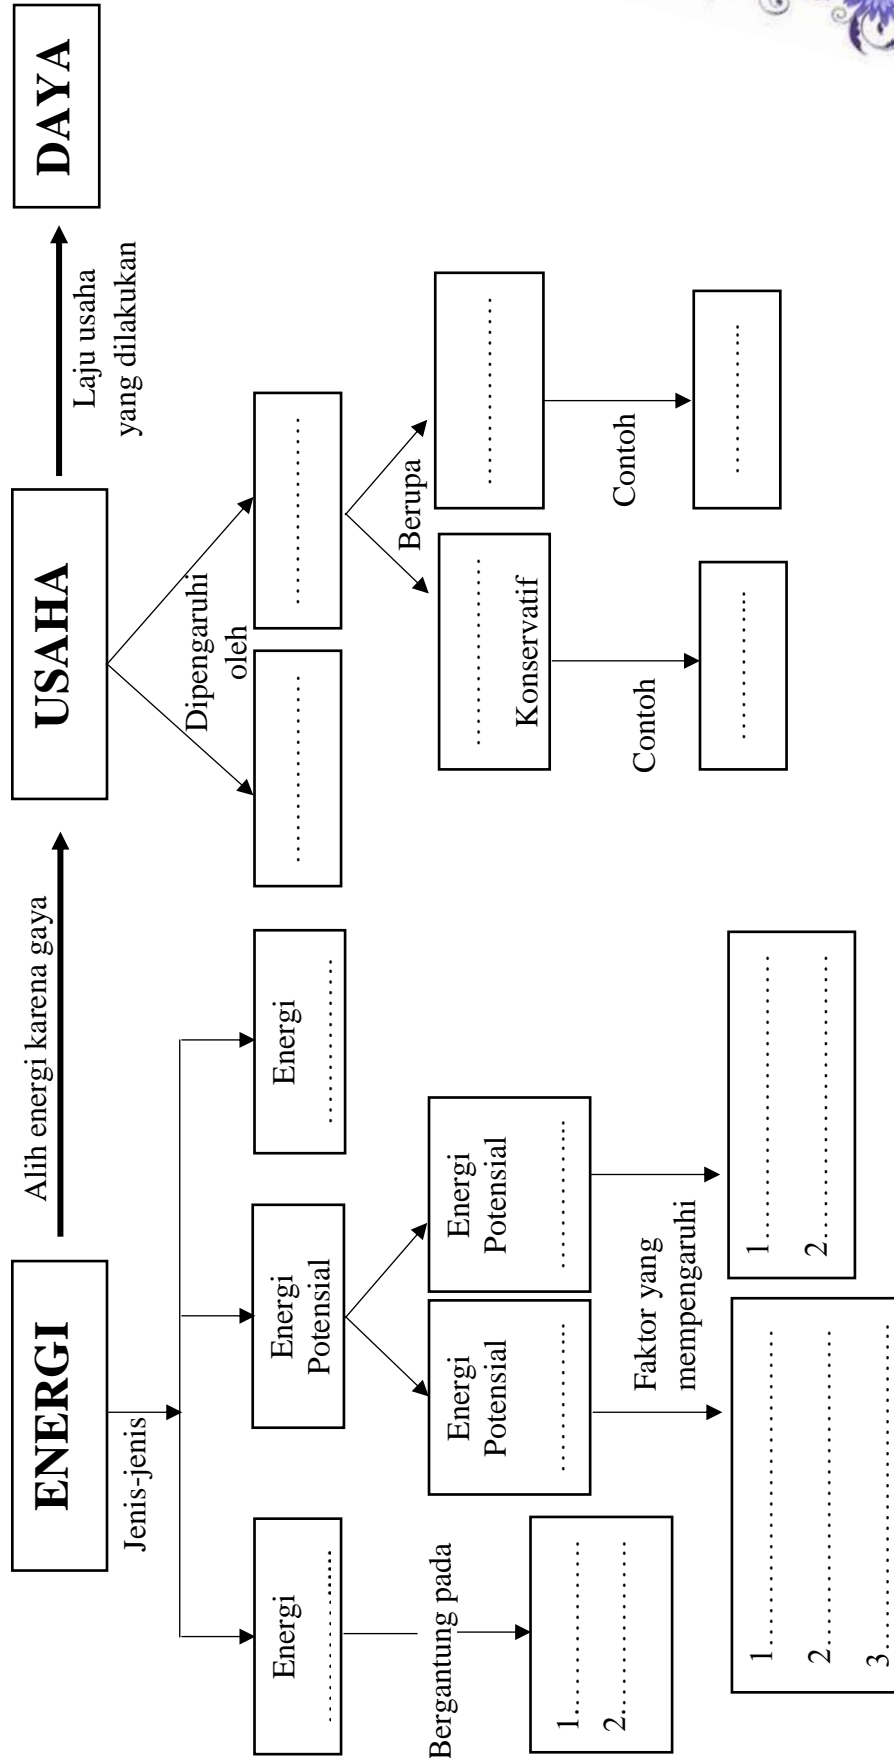 ENERGI
Alih energi karena gaya
USAHA
Laju usaha
yang dilakukan
DAYA
Jenis-jenis
Energi
....................
Energi
Potensial
Energi
....................
Bergantung pada
1....................
2....................
Energi
Potensial
..................
Energi
Potensial
..................
Faktor yang
mempengaruhi
1..............................
2..............................
3..............................
1..............................
2..............................
Dipengaruhi
oleh
......................
......................
Berupa
......................
Konservatif
......................
Contoh
..................
Contoh
..................